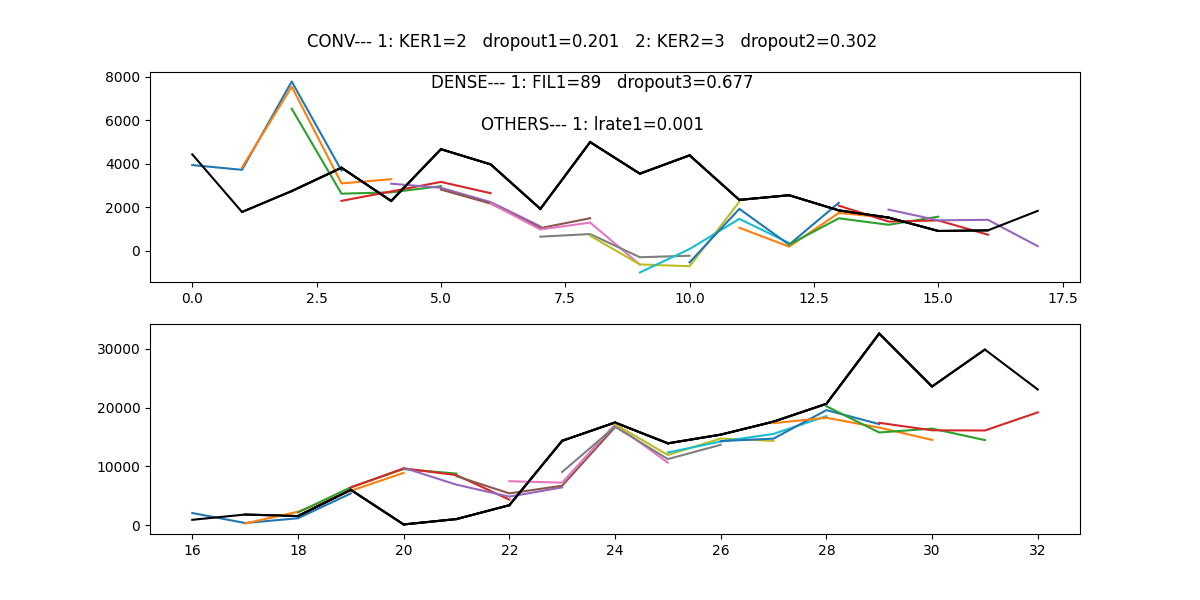 CONV--- 1: KER1=2   dropout1=0.201   2: KER2=3   dropout2=0.302
DENSE--- 1: FIL1=89   dropout3=0.677
OTHERS--- 1: lrate1=0.001
8000
6000
4000
2000
0
0.0 2.5 5.0 7.5 10.0 12.5 15.0 17.5
30000
20000
10000
0
16 18 20 22 24 26 28 30 32